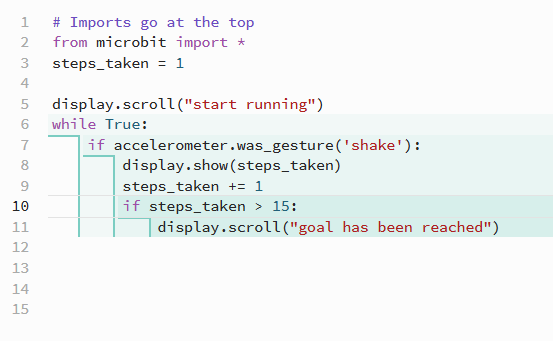 1 # Imports go at the top
2 from microbit import *
3 steps_taken = 1
4
5 display.scroll("start running")
6 while True:
7     if accelerometer.was_gesture('shake'):
8         display.show(steps_taken)
9         steps_taken += 1
10         if steps_taken > 15:
11             display.scroll("goal has been reached")
12
13
14
15